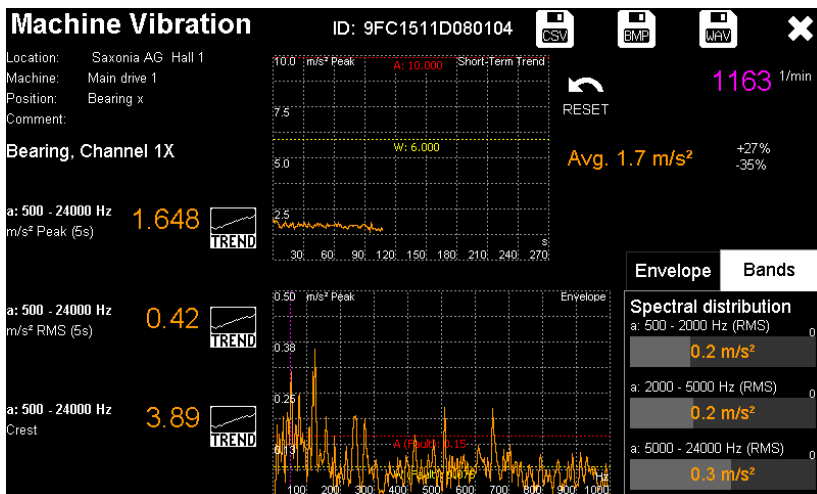 Machine Vibration
ID: 9FC1511D080104
CSV
BMP
WAV
Location: Saxonia AG Hall 1
Machine: Main drive 1
Position: Bearing x
Comment:
Bearing, Channel 1X
10.0 m/s² Peak
A: 10.000
Short-Term Trend
7.5
W: 6.000
5.0
2.5
s
30 60 90 120 150 180 210 240 270
RESET
1163 1/min
Avg. 1.7 m/s²
+27%
-35%
a: 500 - 24000 Hz
m/s² Peak (5s)
1.648
TREND
a: 500 - 24000 Hz
m/s² RMS (5s)
0.42
TREND
a: 500 - 24000 Hz
Crest
3.89
TREND
0.50 m/s² Peak
Envelope
0.38
0.25
A (Fault): 0.15
0.13
Hz
100 200 300 400 500 600 700 800 900 1000
Envelope
Bands
Spectral distribution
a: 500 - 2000 Hz (RMS)
0
0.2 m/s²
a: 2000 - 5000 Hz (RMS)
0
0.2 m/s²
a: 5000 - 24000 Hz (RMS)
0
0.3 m/s²